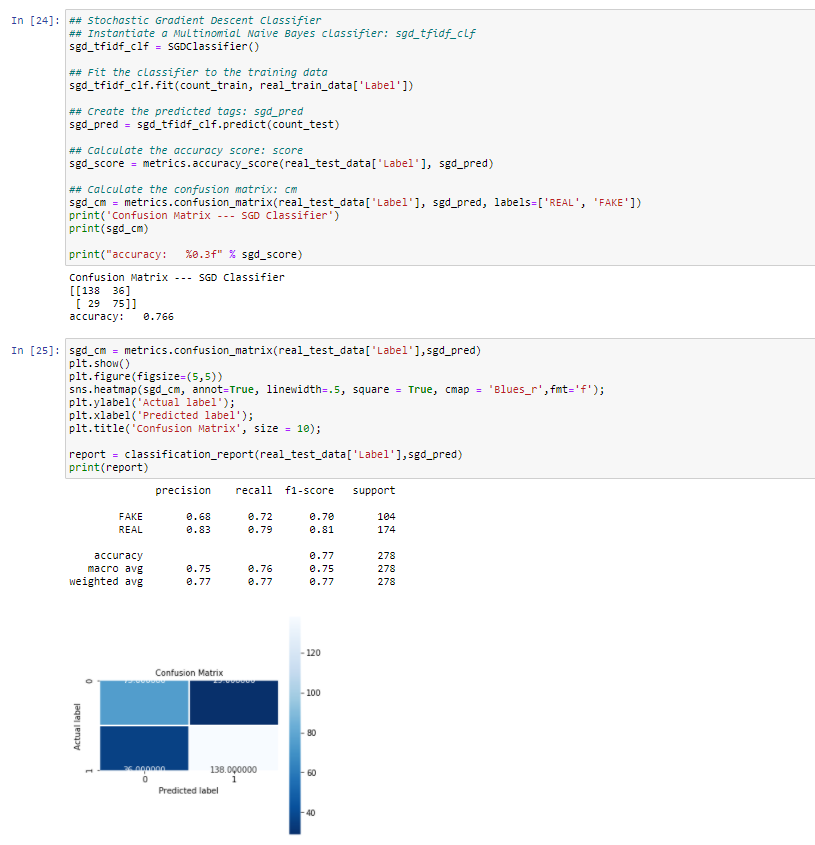 In [24]:
## Stochastic Gradient Descent Classifier
## Instantiate a Multinomial Naive Bayes classifier: sgd_tfidf_clf
sgd_tfidf_clf = SGDClassifier()
## Fit the classifier to the training data
sgd_tfidf_clf.fit(count_train, real_train_data['Label'])
## Create the predicted tags: sgd_pred
sgd_pred = sgd_tfidf_clf.predict(count_test)
## Calculate the accuracy score: score
sgd_score = metrics.accuracy_score(real_test_data['Label'], sgd_pred)
## Calculate the confusion matrix: cm
sgd_cm = metrics.confusion_matrix(real_test_data['Label'], sgd_pred, labels=['REAL', 'FAKE'])
print('Confusion Matrix --- SGD Classifier')
print(sgd_cm)
print("accuracy:   %0.3f" % sgd_score)
Confusion Matrix --- SGD Classifier
[[138  36]
 [ 29  75]]
accuracy:   0.766
In [25]:
sgd_cm = metrics.confusion_matrix(real_test_data['Label'],sgd_pred)
plt.show()
plt.figure(figsize=(5,5))
sns.heatmap(sgd_cm, annot=True, linewidth=.5, square = True, cmap = 'Blues_r',fmt='f');
plt.ylabel('Actual label');
plt.xlabel('Predicted label');
plt.title('Confusion Matrix', size = 10);
report = classification_report(real_test_data['Label'],sgd_pred)
print(report)
precision recall f1-score support
FAKE 0.68 0.72 0.70 104
REAL 0.83 0.79 0.81 174
accuracy 0.77 278
macro avg 0.75 0.76 0.75 278
weighted avg 0.77 0.77 0.77 278
Confusion Matrix
0
Actual label
1
138.000000
0 1
Predicted label
120
100
80
60
40